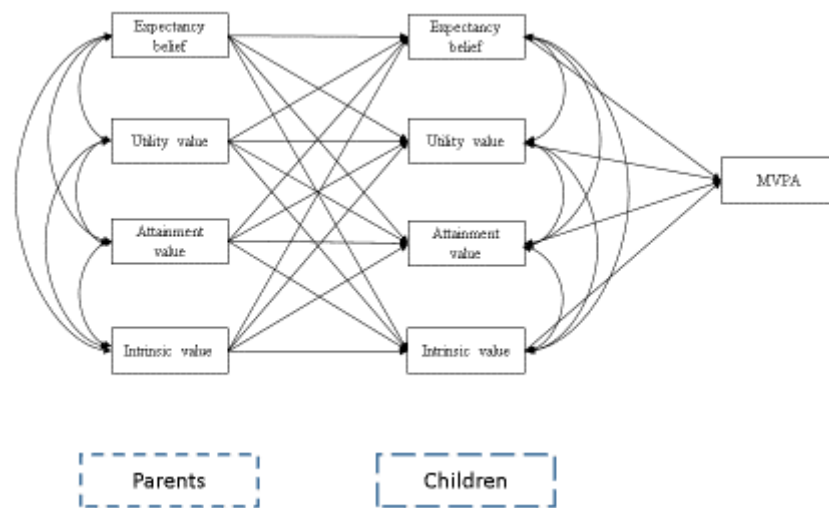 Expectancy
belief
Expectancy
belief
Utility value
Utility value
MVPA
Attainment
value
Attainment
value
Intrinsic value
Intrinsic value
Parents
Children